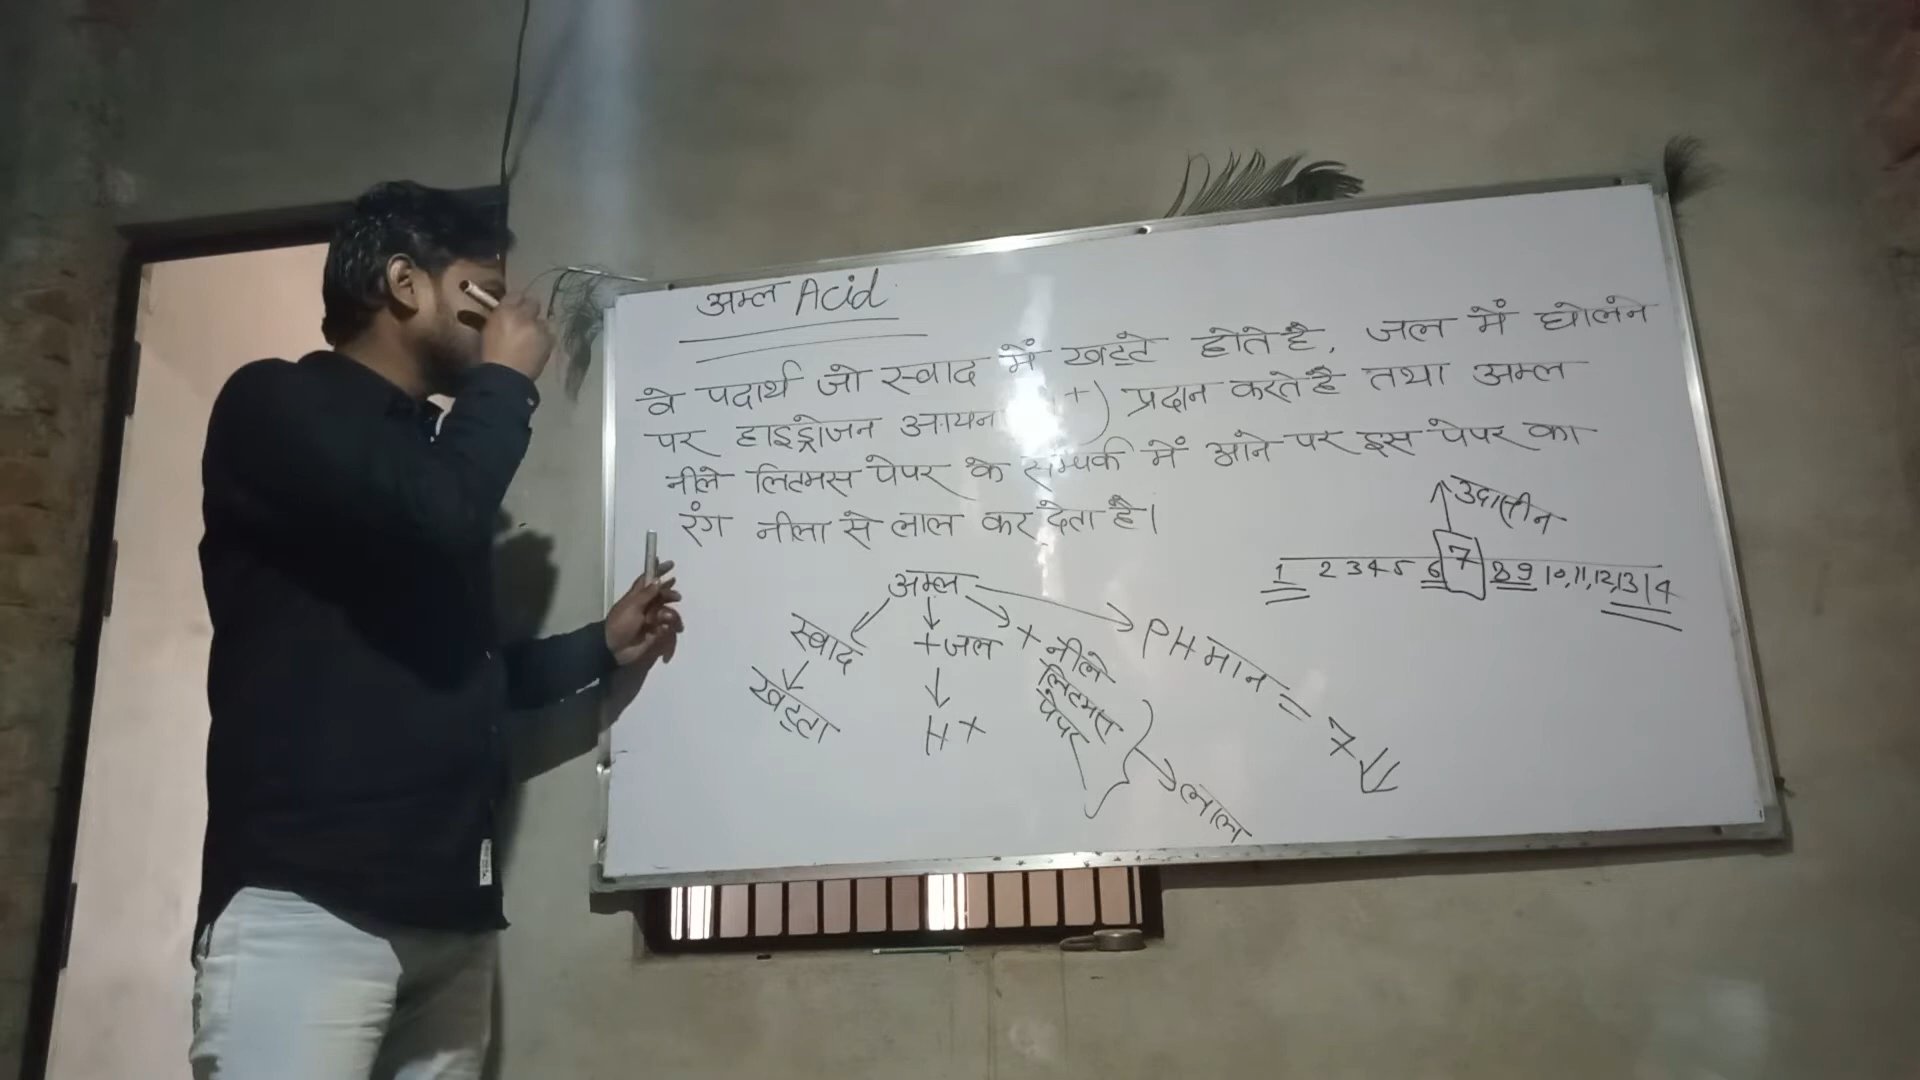 अम्ल Acid
वे पदार्थ जो स्वाद में खट्टे होते है, जल में घोलने
पर हाइड्रोजन आयन +) प्रदान करते है तथा अम्ल
नीले लिटमस पेपर के सम्पर्क में आने पर इस पेपर का
रंग नीला से लाल कर देता है।
उदासीन
1 2 3 4 5 6 7 8 9 10,11,12,13 14
अम्ल
स्वाद
खट्टा
+ जल
H+
+ नीले
लिटमस
पेपर
लाल
PH मान = 7